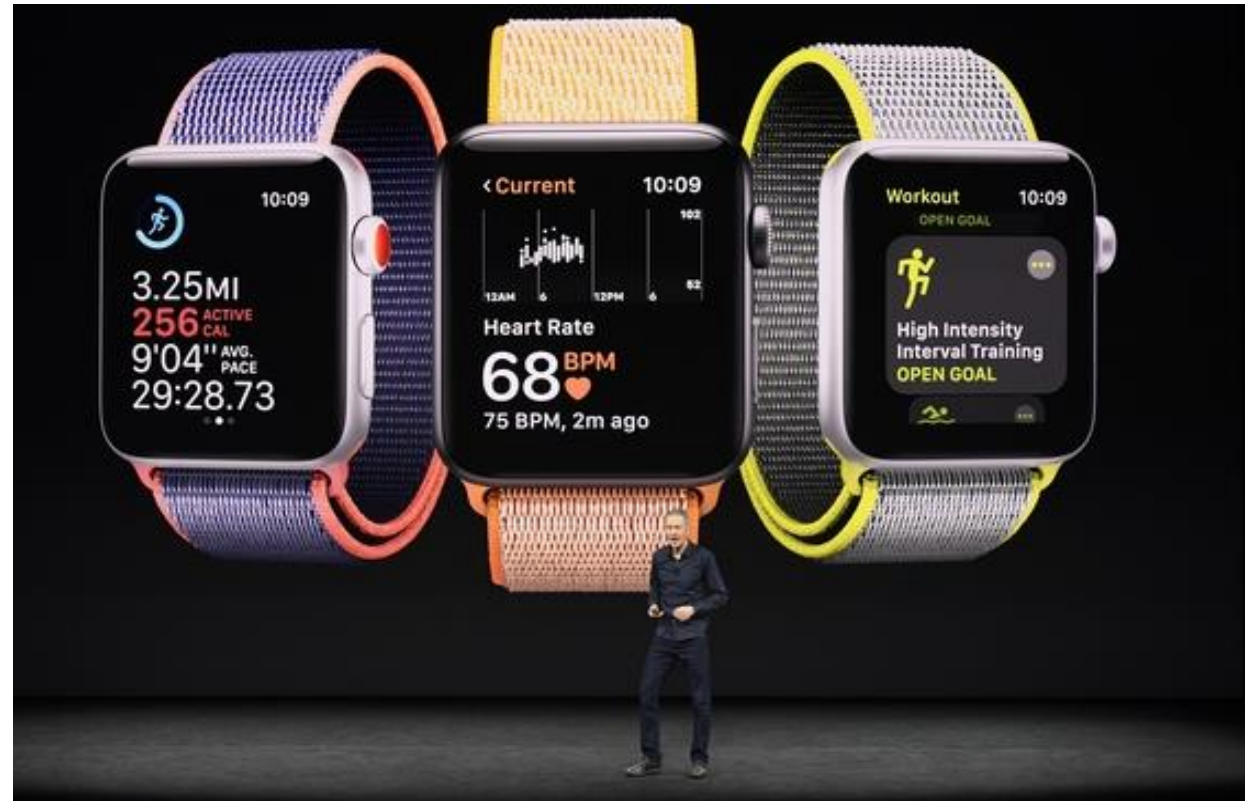 10:09
3.25MI
256 ACTIVE CAL
9'04" AVG. PACE
29:28.73
<Current 10:09
102
52
12AM 6 12PM 6
Heart Rate
68 BPM
75 BPM, 2m ago
Workout 10:09
OPEN GOAL
High Intensity
Interval Training
OPEN GOAL